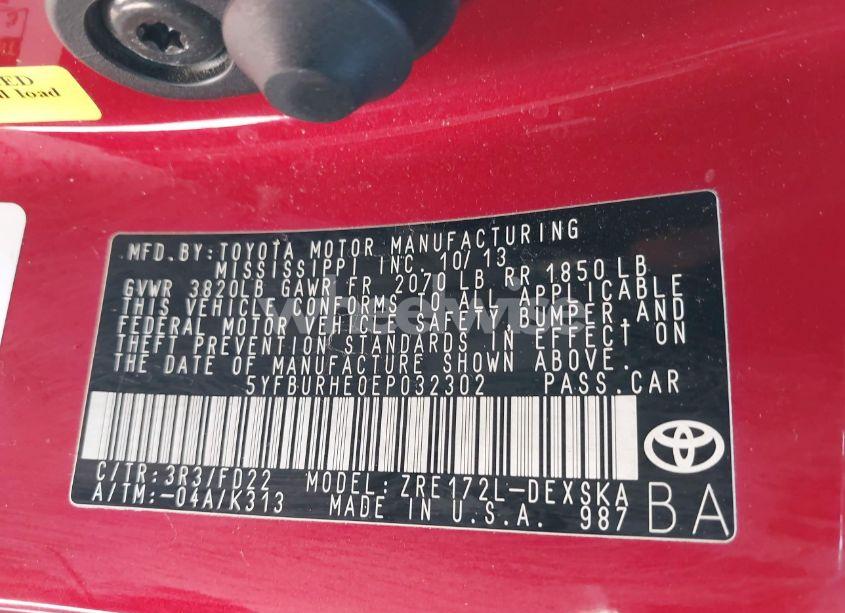 ED
d load
MFD. BY: TOYOTA MOTOR MANUFACTURING
MISSISSIPPI INC. 10/13
GVWR 3820LB GAWR FR 2070 LB RR 1850 LB
THIS VEHICLE CONFORMS TO ALL APPLICABLE
FEDERAL MOTOR VEHICLE SAFETY, BUMPER, AND
THEFT PREVENTION STANDARDS IN EFFECT ON
THE DATE OF MANUFACTURE SHOWN ABOVE.
5YFBURHE0EP032302 PASS. CAR
C/TR: 3R3/FD22 MODEL: ZRE172L-DEXSKA
A/TM: -04A/K313 MADE IN U.S.A. 987
BA